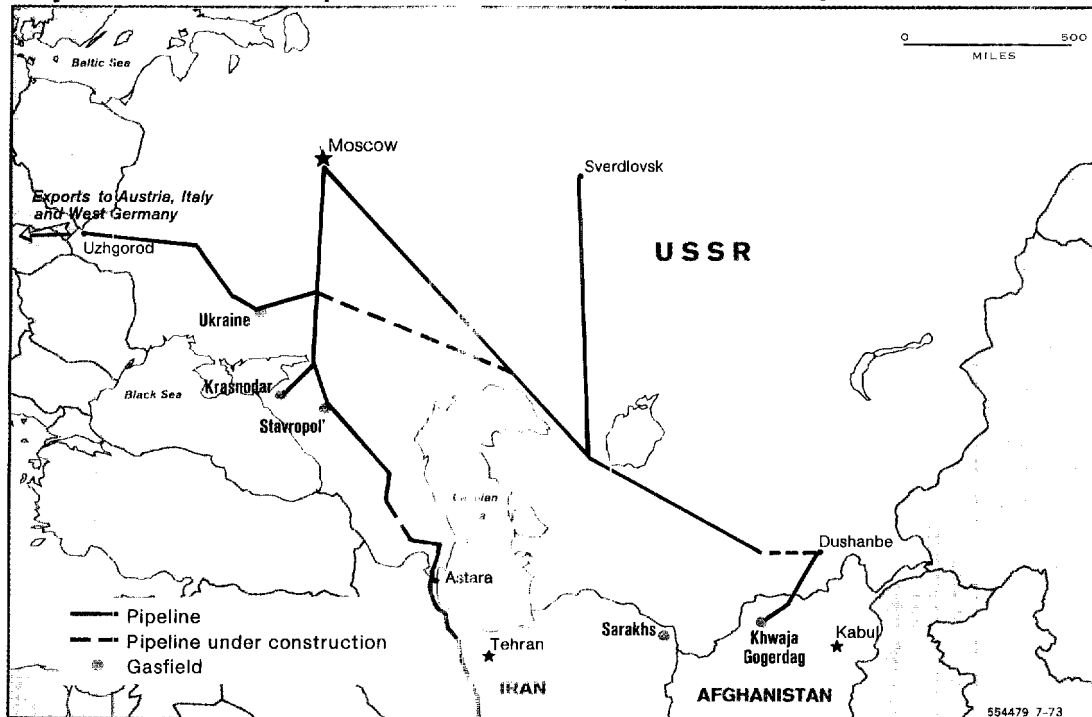 0 500
MILES
Baltic Sea
Moscow
Sverdlovsk
Exports to Austria, Italy
and West Germany
USSR
Uzhgorod
Ukraine
Black Sea
Krasnodar
Stavropol'
Dushanbe
Astara
Pipeline
Pipeline under construction
Gasfield
Tehran
Sarakhs
Khwaja
Gogerdag
Kabul
IRAN
AFGHANISTAN
554479 7-73